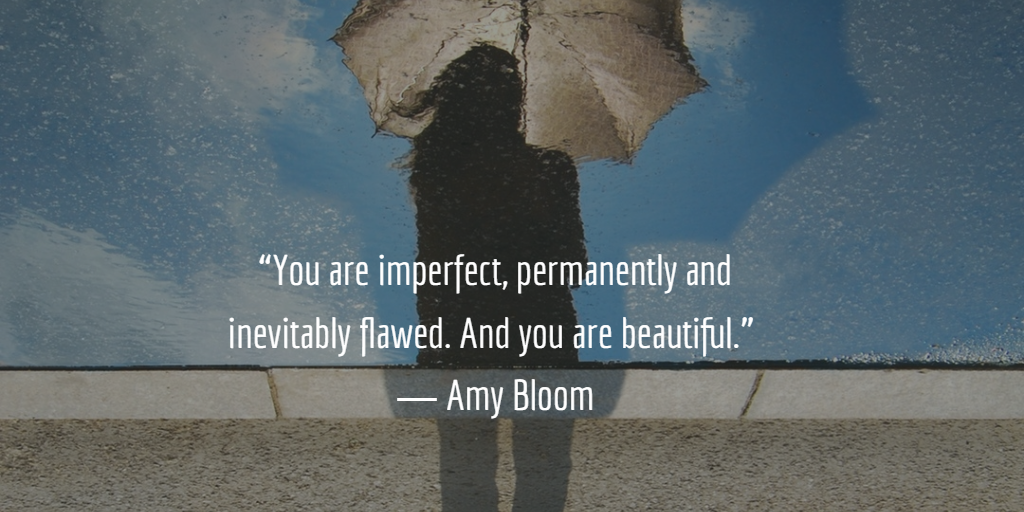 “You are imperfect, permanently and
inevitably flawed. And you are beautiful.”
— Amy Bloom